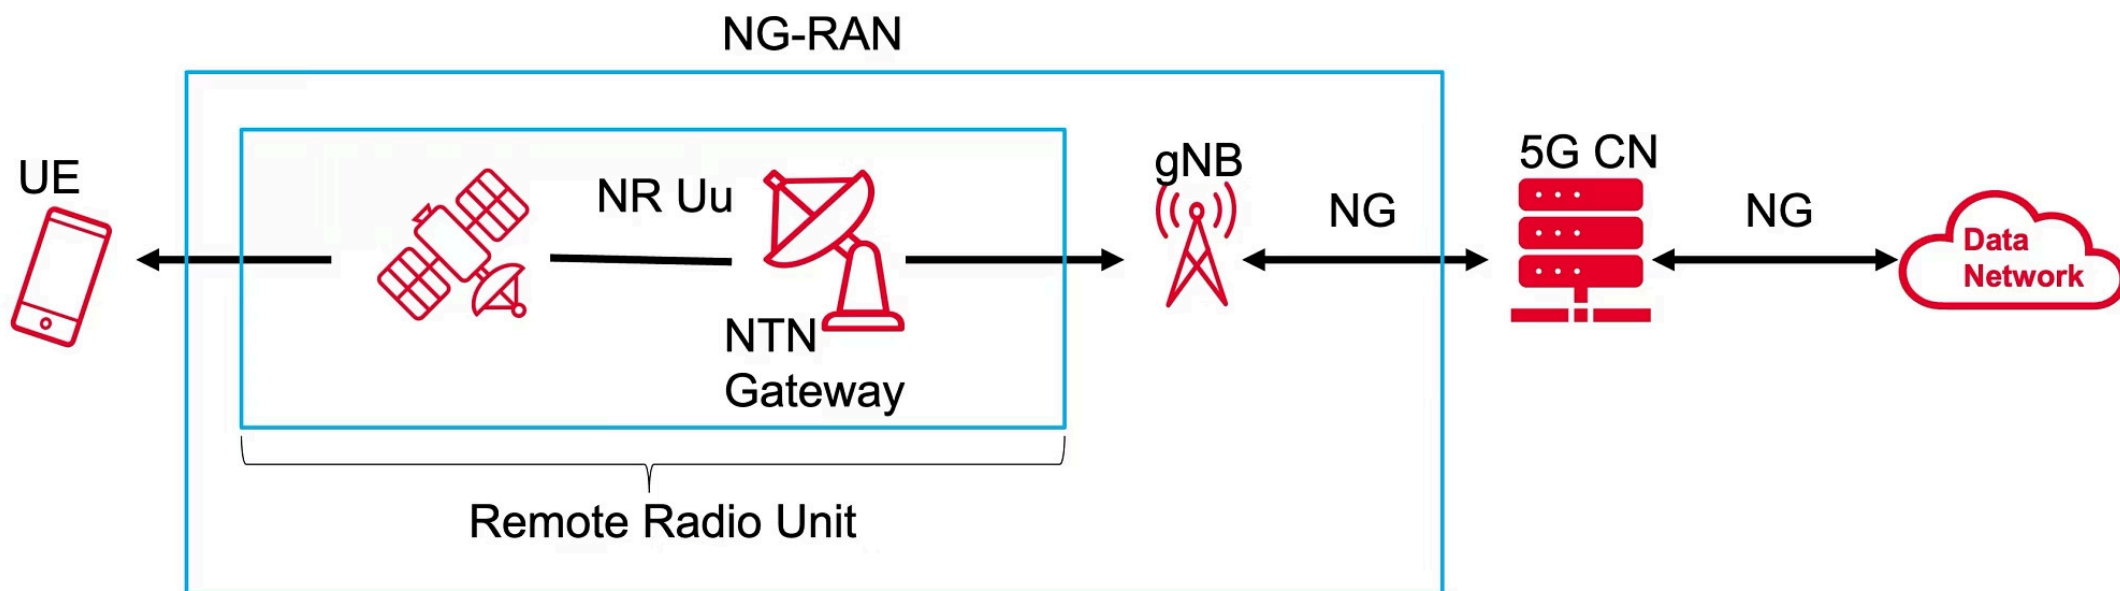 NG-RAN
UE
NR Uu
NTN
Gateway
gNB
NG
5G CN
NG
Data
Network
Remote Radio Unit